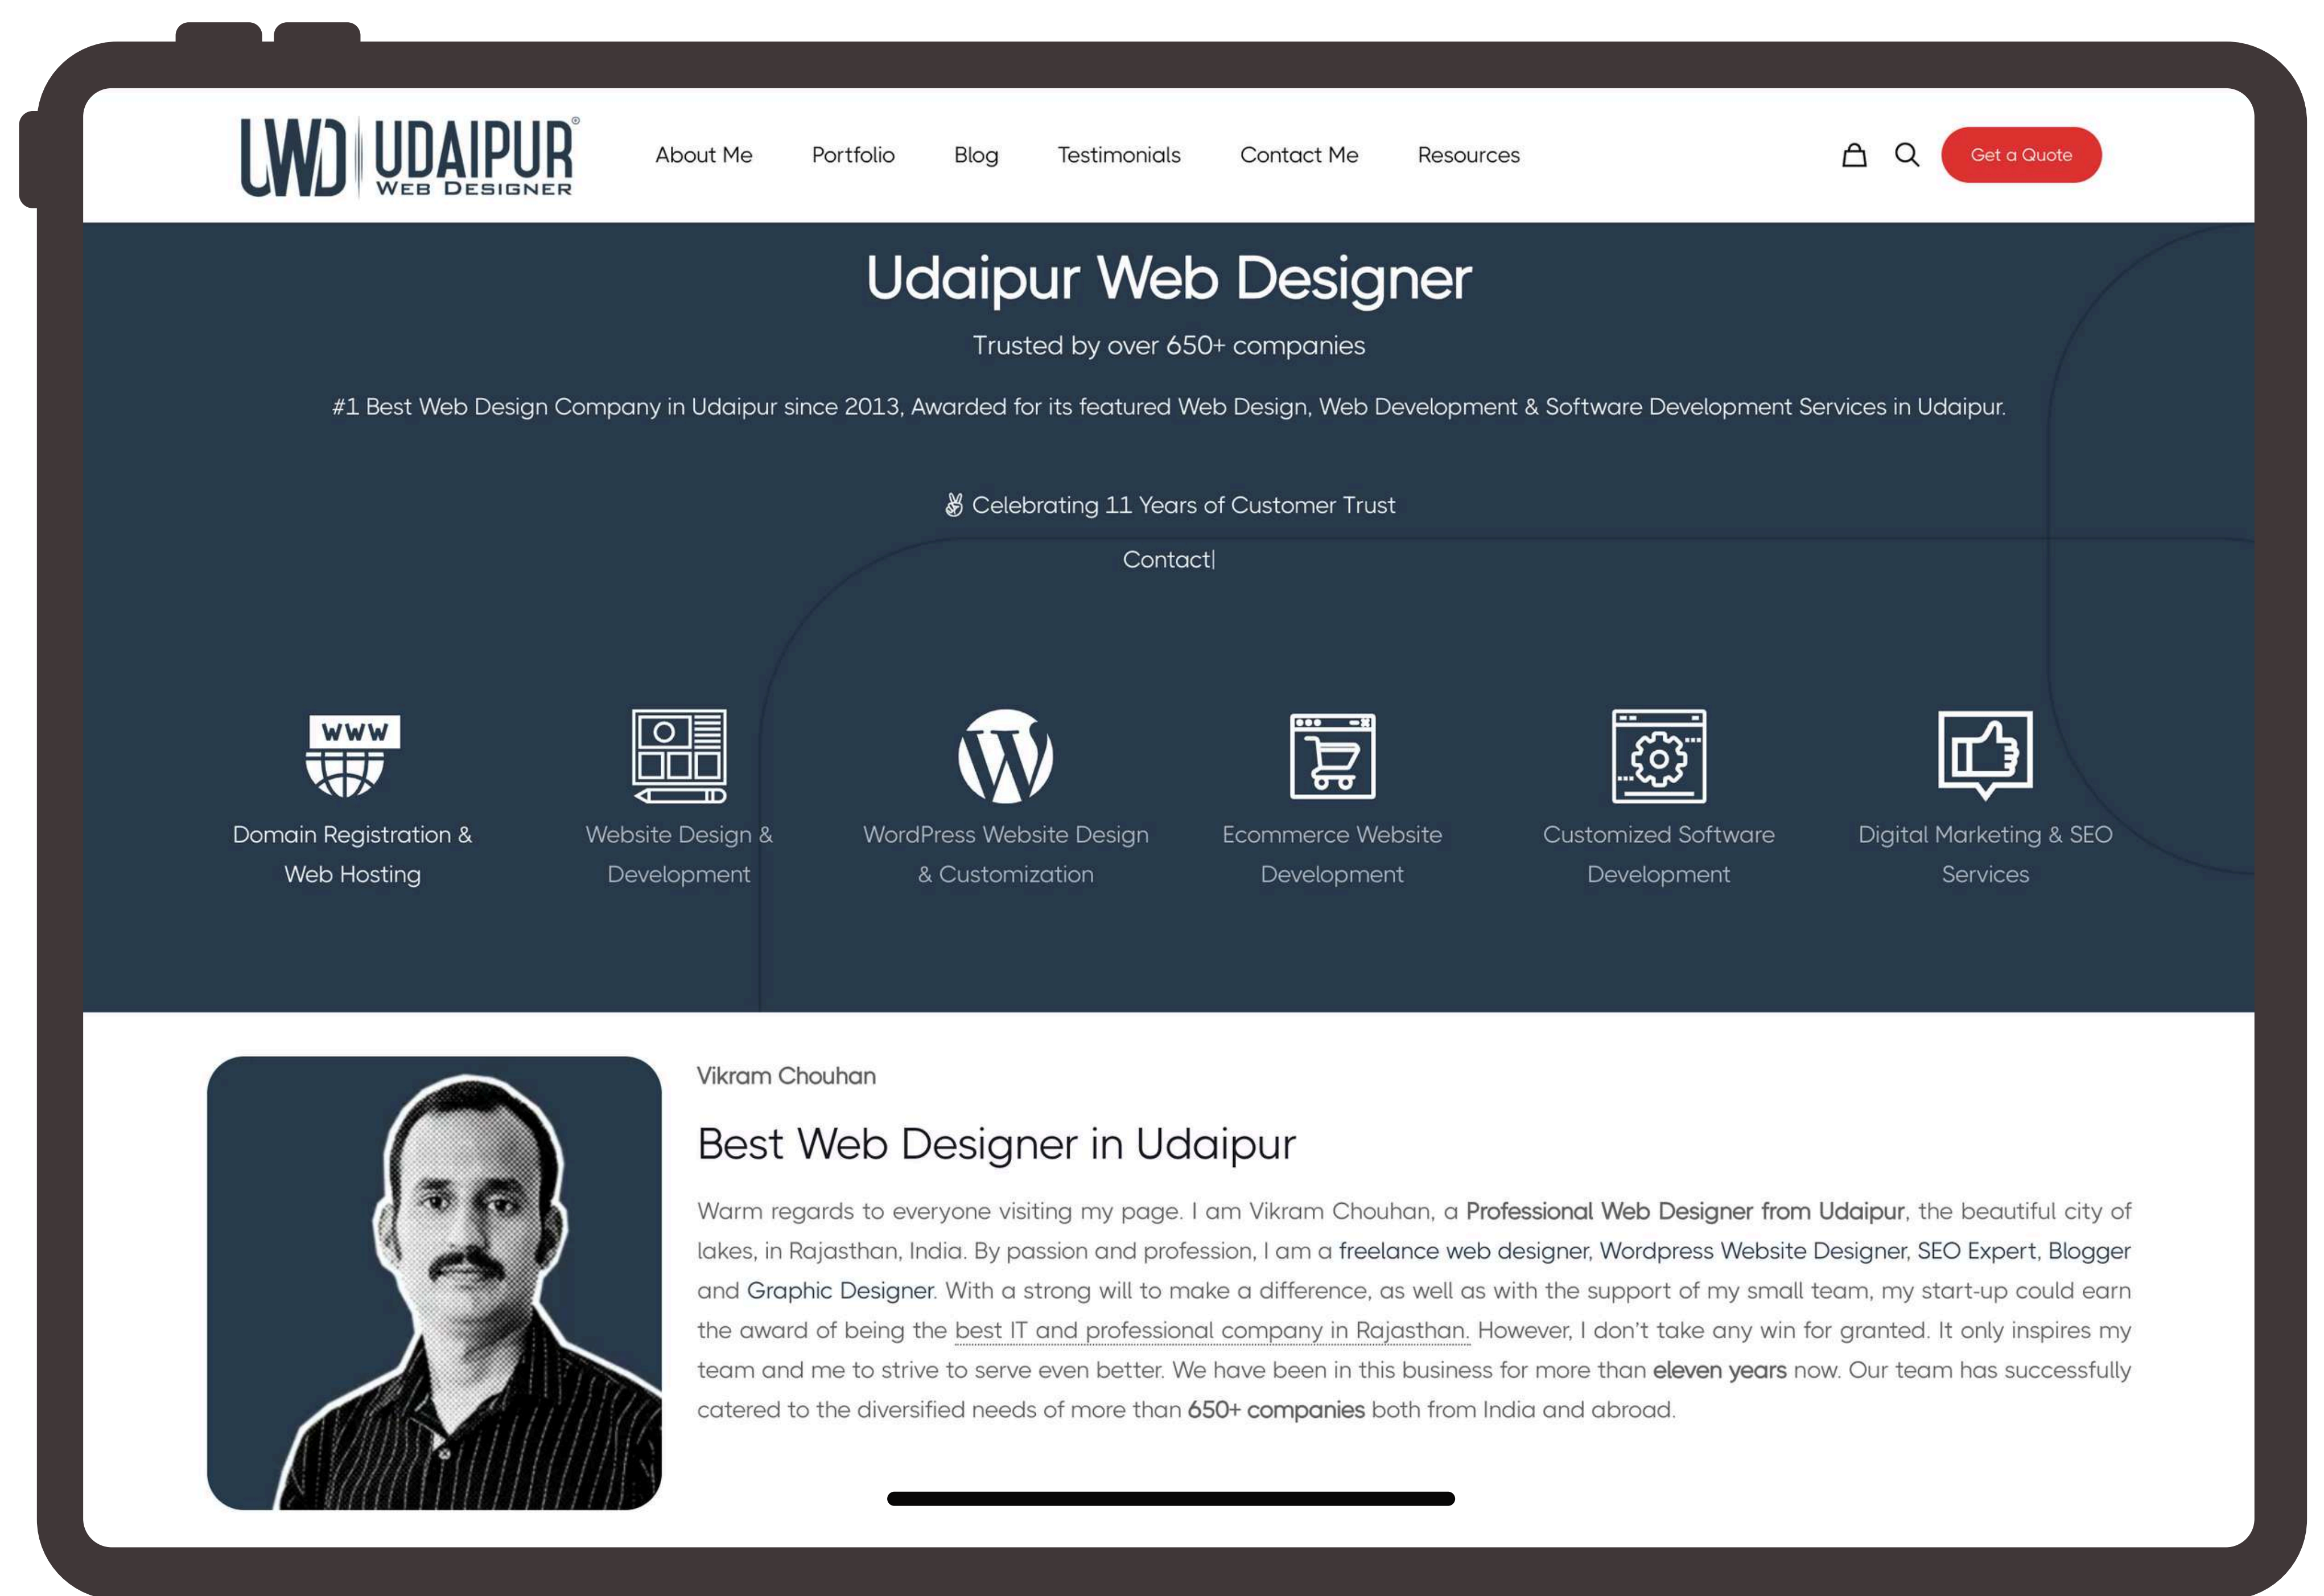 UWD UDAIPUR®
WEB DESIGNER
About Me Portfolio Blog Testimonials Contact Me Resources Get a Quote
Udaipur Web Designer
Trusted by over 650+ companies
#1 Best Web Design Company in Udaipur since 2013, Awarded for its featured Web Design, Web Development & Software Development Services in Udaipur.
✌ Celebrating 11 Years of Customer Trust
Contact|
WWW
Domain Registration &
Web Hosting
Website Design &
Development
WordPress Website Design
& Customization
Ecommerce Website
Development
Customized Software
Development
Digital Marketing & SEO
Services
Vikram Chouhan
Best Web Designer in Udaipur
Warm regards to everyone visiting my page. I am Vikram Chouhan, a Professional Web Designer from Udaipur, the beautiful city of
lakes, in Rajasthan, India. By passion and profession, I am a freelance web designer, Wordpress Website Designer, SEO Expert, Blogger
and Graphic Designer. With a strong will to make a difference, as well as with the support of my small team, my start-up could earn
the award of being the best IT and professional company in Rajasthan. However, I don't take any win for granted. It only inspires my
team and me to strive to serve even better. We have been in this business for more than eleven years now. Our team has successfully
catered to the diversified needs of more than 650+ companies both from India and abroad.